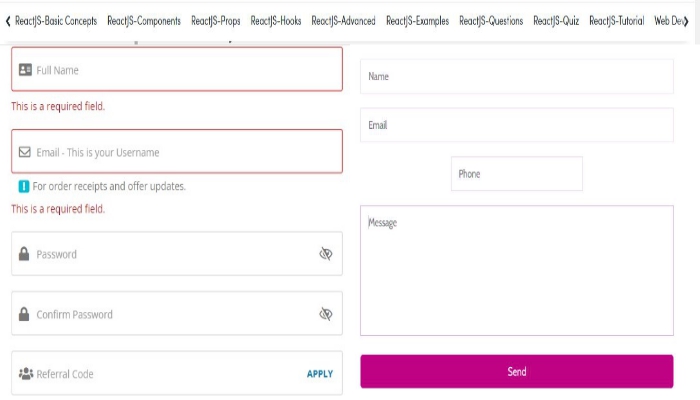 ReactJS-Basic Concepts ReactJS-Components ReactJS-Props ReactJS-Hooks ReactJS-Advanced ReactJS-Examples ReactJS-Questions ReactJS-Quiz ReactJS-Tutorial Web Dev
Full Name
This is a required field.
Email - This is your Username
For order receipts and offer updates.
This is a required field.
Password
Confirm Password
Referral Code APPLY
Name
Email
Phone
Message
Send